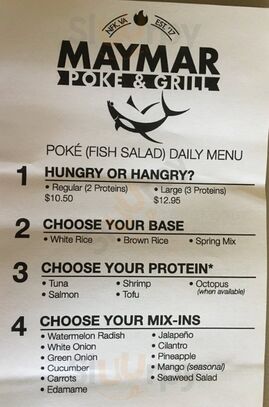 NFK, VA EST. '17
MAYMAR
POKE & GRILL
POKÉ (FISH SALAD) DAILY MENU
1 HUNGRY OR HANGRY?
• Regular (2 Proteins) • Large (3 Proteins)
$10.50 $12.95
2 CHOOSE YOUR BASE
• White Rice • Brown Rice • Spring Mix
3 CHOOSE YOUR PROTEIN*
• Tuna • Shrimp • Octopus
• Salmon • Tofu (when available)
4 CHOOSE YOUR MIX-INS
• Watermelon Radish • Jalapeño
• White Onion • Cilantro
• Green Onion • Pineapple
• Cucumber • Mango (seasonal)
• Carrots • Seaweed Salad
• Edamame